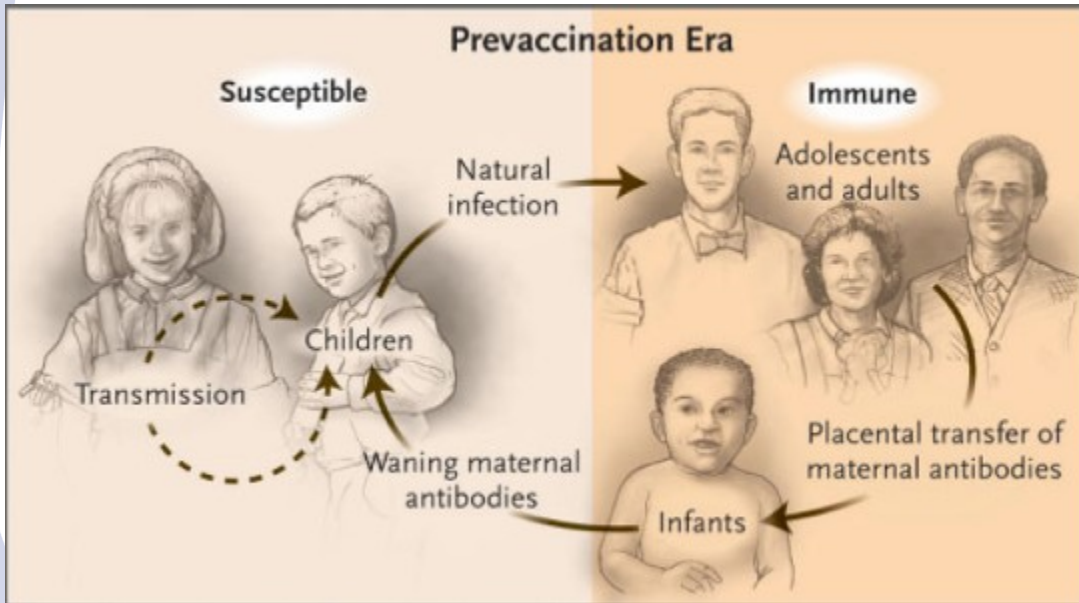 Prevaccination Era
Susceptible
Immune
Natural
infection
Adolescents
and adults
Children
Transmission
Waning maternal
antibodies
Placental transfer of
maternal antibodies
Infants